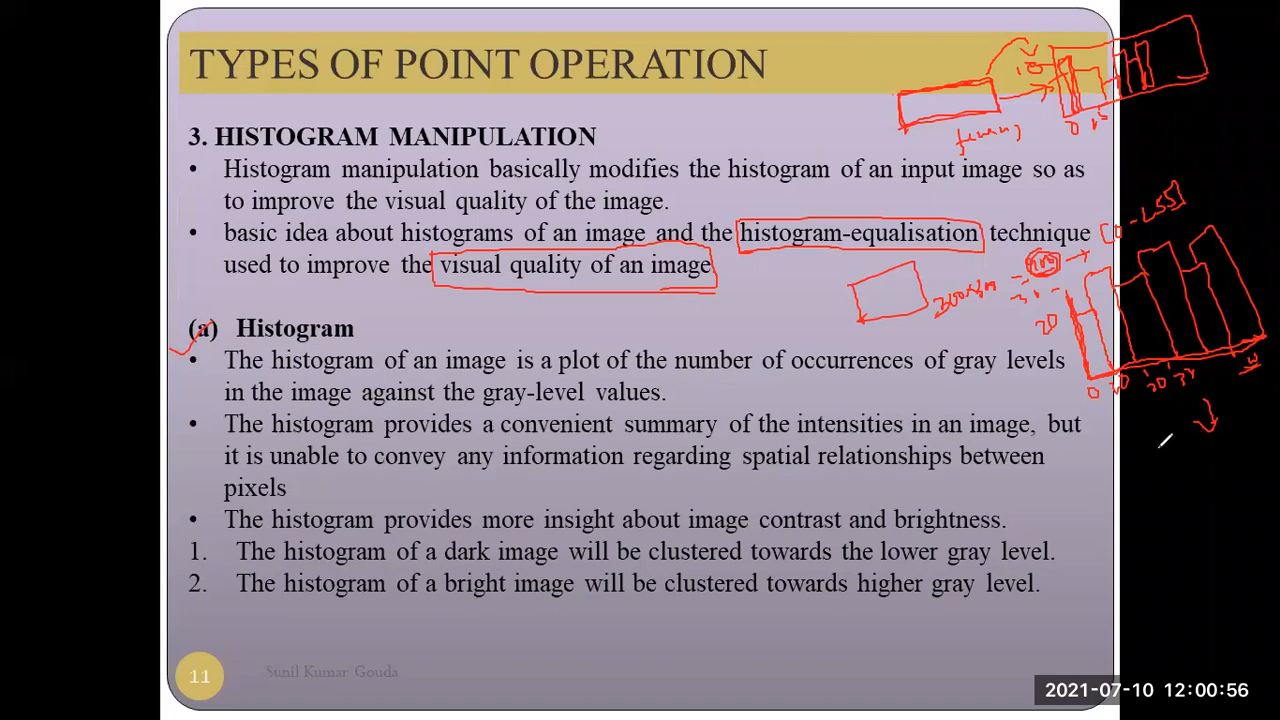 TYPES OF POINT OPERATION
3. HISTOGRAM MANIPULATION
• Histogram manipulation basically modifies the histogram of an input image so as
to improve the visual quality of the image.
• basic idea about histograms of an image and the histogram-equalisation technique
used to improve the visual quality of an image
(a) Histogram
• The histogram of an image is a plot of the number of occurrences of gray levels
in the image against the gray-level values.
• The histogram provides a convenient summary of the intensities in an image, but
it is unable to convey any information regarding spatial relationships between
pixels
• The histogram provides more insight about image contrast and brightness.
1. The histogram of a dark image will be clustered towards the lower gray level.
2. The histogram of a bright image will be clustered towards higher gray level.
11
Sunil Kumar Gouda
2021-07-10 12:00:56